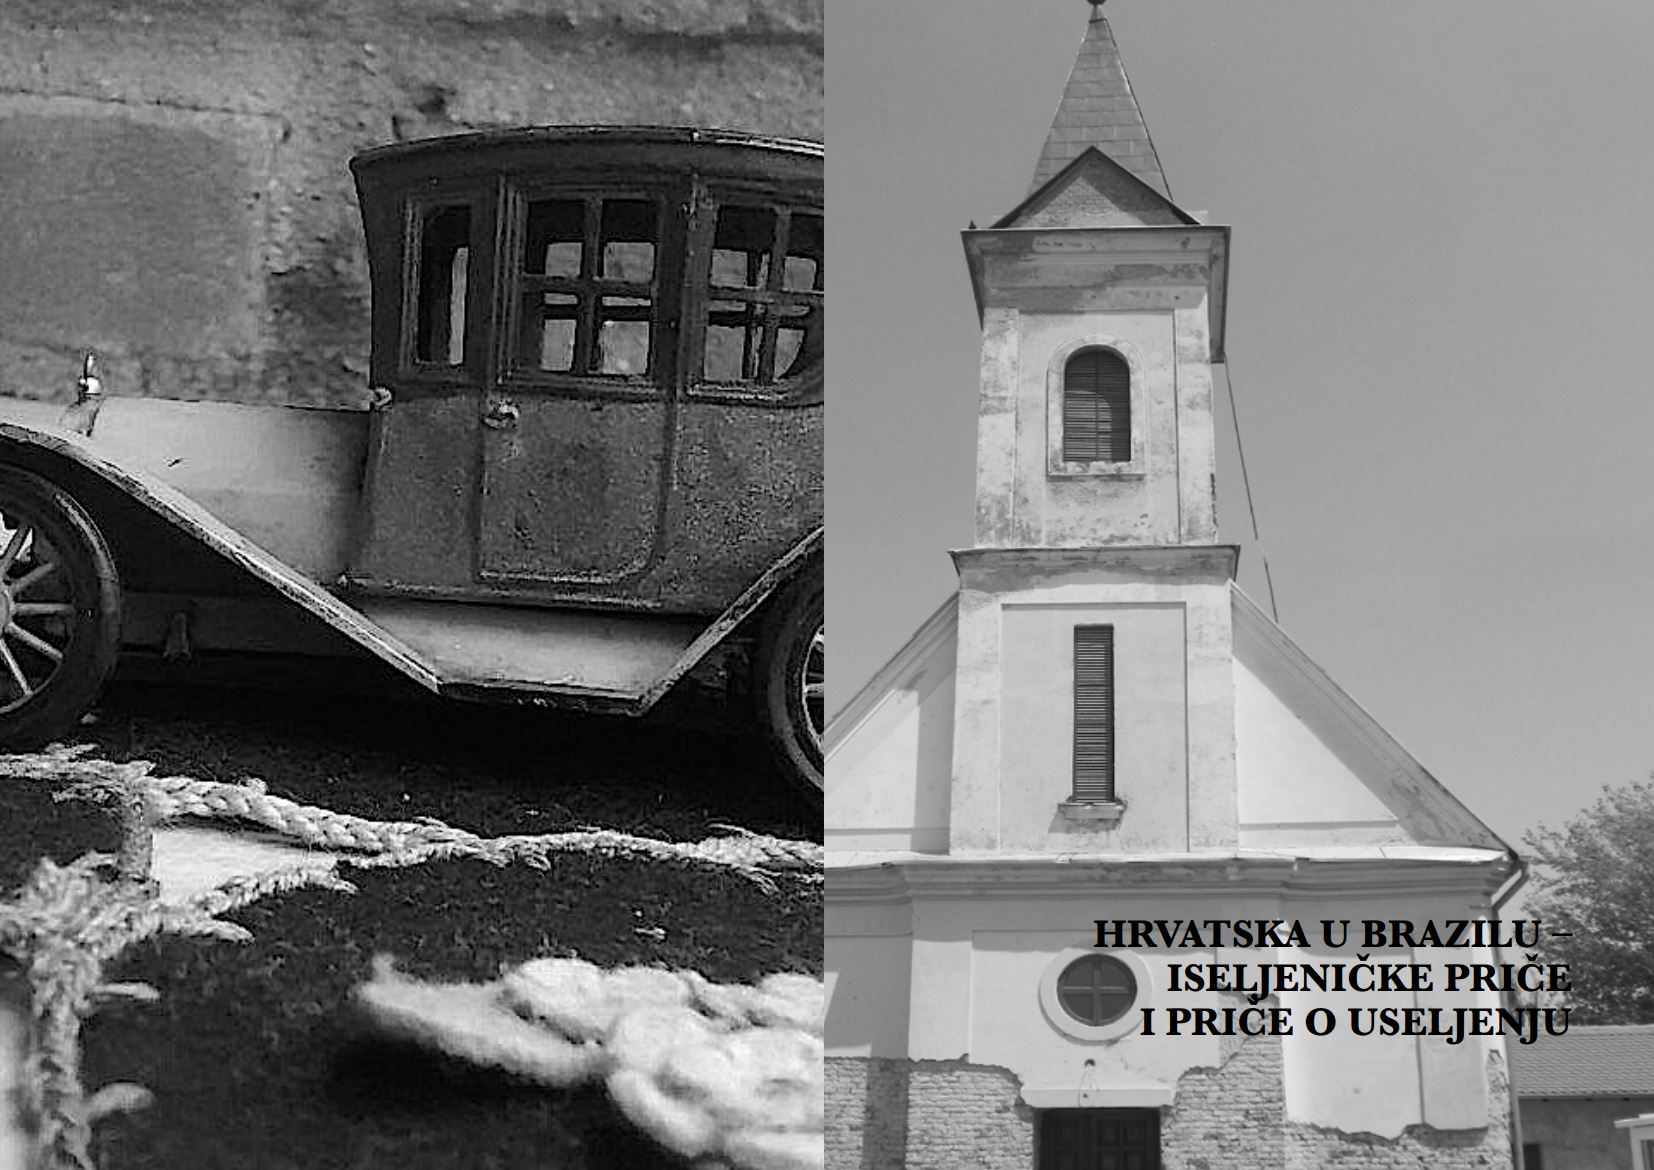 HRVATSKA U BRAZILU –
ISELJENIČKE PRIČE
I PRIČE O USELJENJU